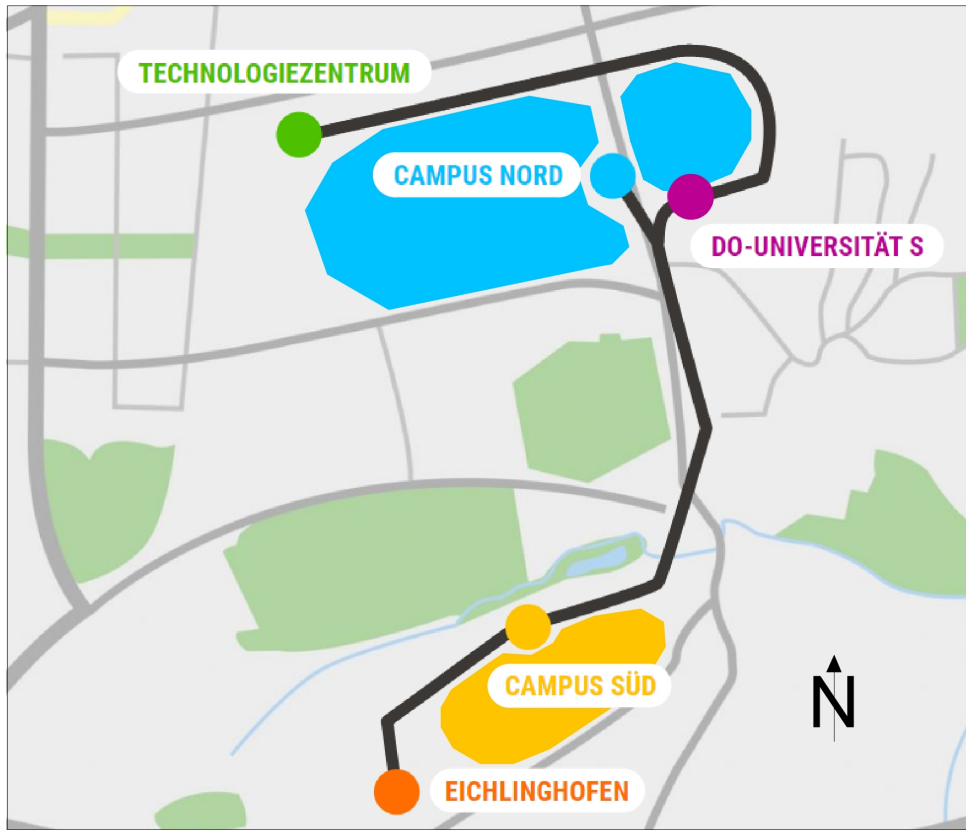 TECHNOLOGIEZENTRUM
CAMPUS NORD
DO-UNIVERSITÄT S
CAMPUS SÜD
N
EICHLINGHOFEN